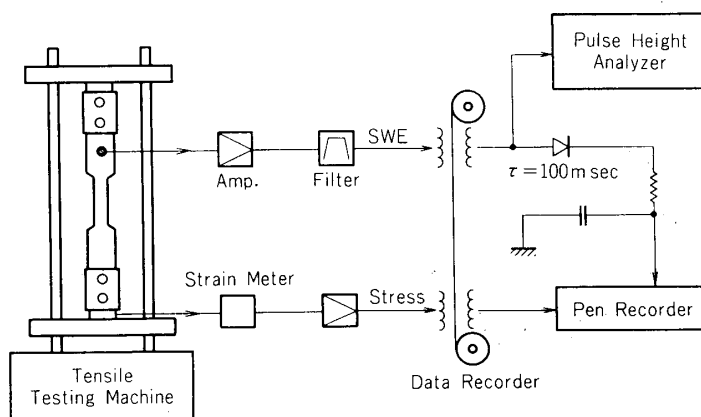 Pulse Height
Analyzer
SWE
Amp.
Filter
τ = 100 m sec
Strain Meter
Stress
Pen Recorder
Tensile
Testing Machine
Data Recorder